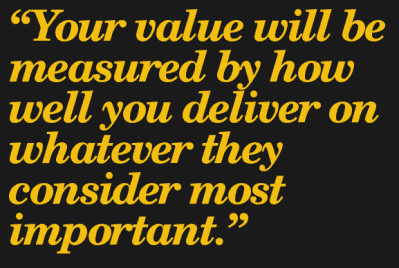 “Your value will be
measured by how
well you deliver on
whatever they
consider most
important.”